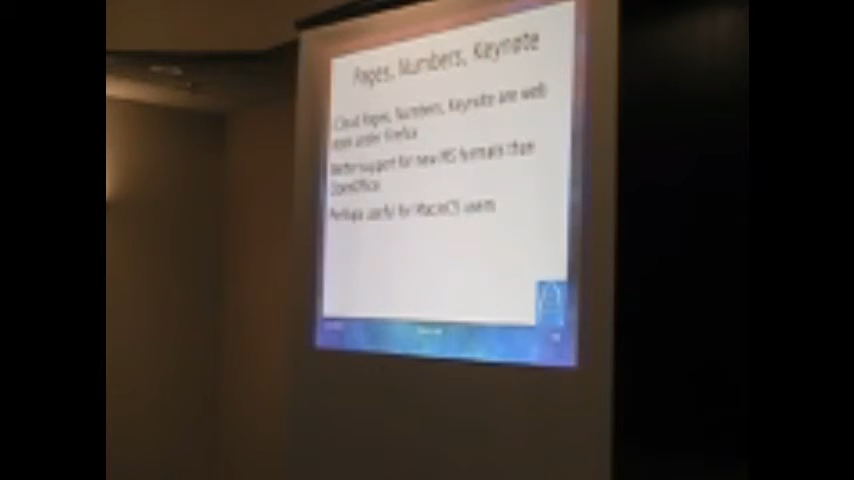 Pages, Numbers, Keynote
iCloud Pages, Numbers, Keynote are web
apps under Firefox
Better support for new MS formats than
OpenOffice
Perhaps useful for MacinOS users